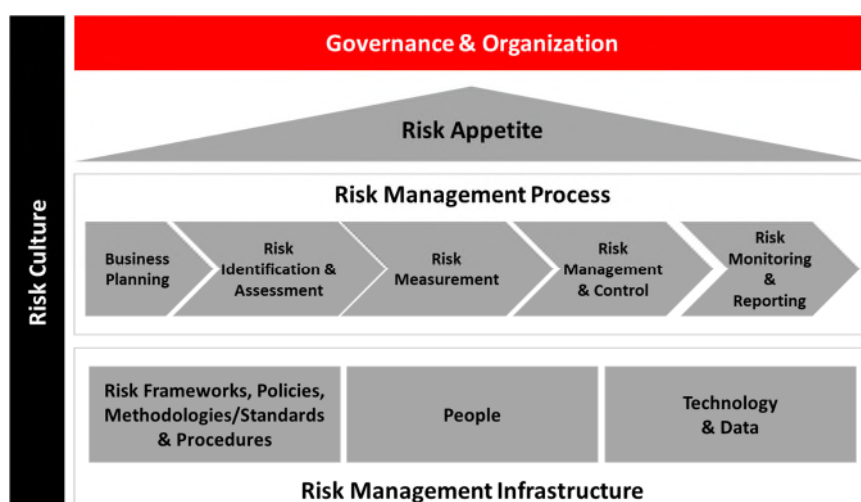 Risk Culture
Governance & Organization
Risk Appetite
Risk Management Process
Business
Planning
Risk
Identification &
Assessment
Risk
Measurement
Risk
Management
& Control
Risk
Monitoring
&
Reporting
Risk Frameworks, Policies,
Methodologies/Standards
& Procedures
People
Technology
& Data
Risk Management Infrastructure